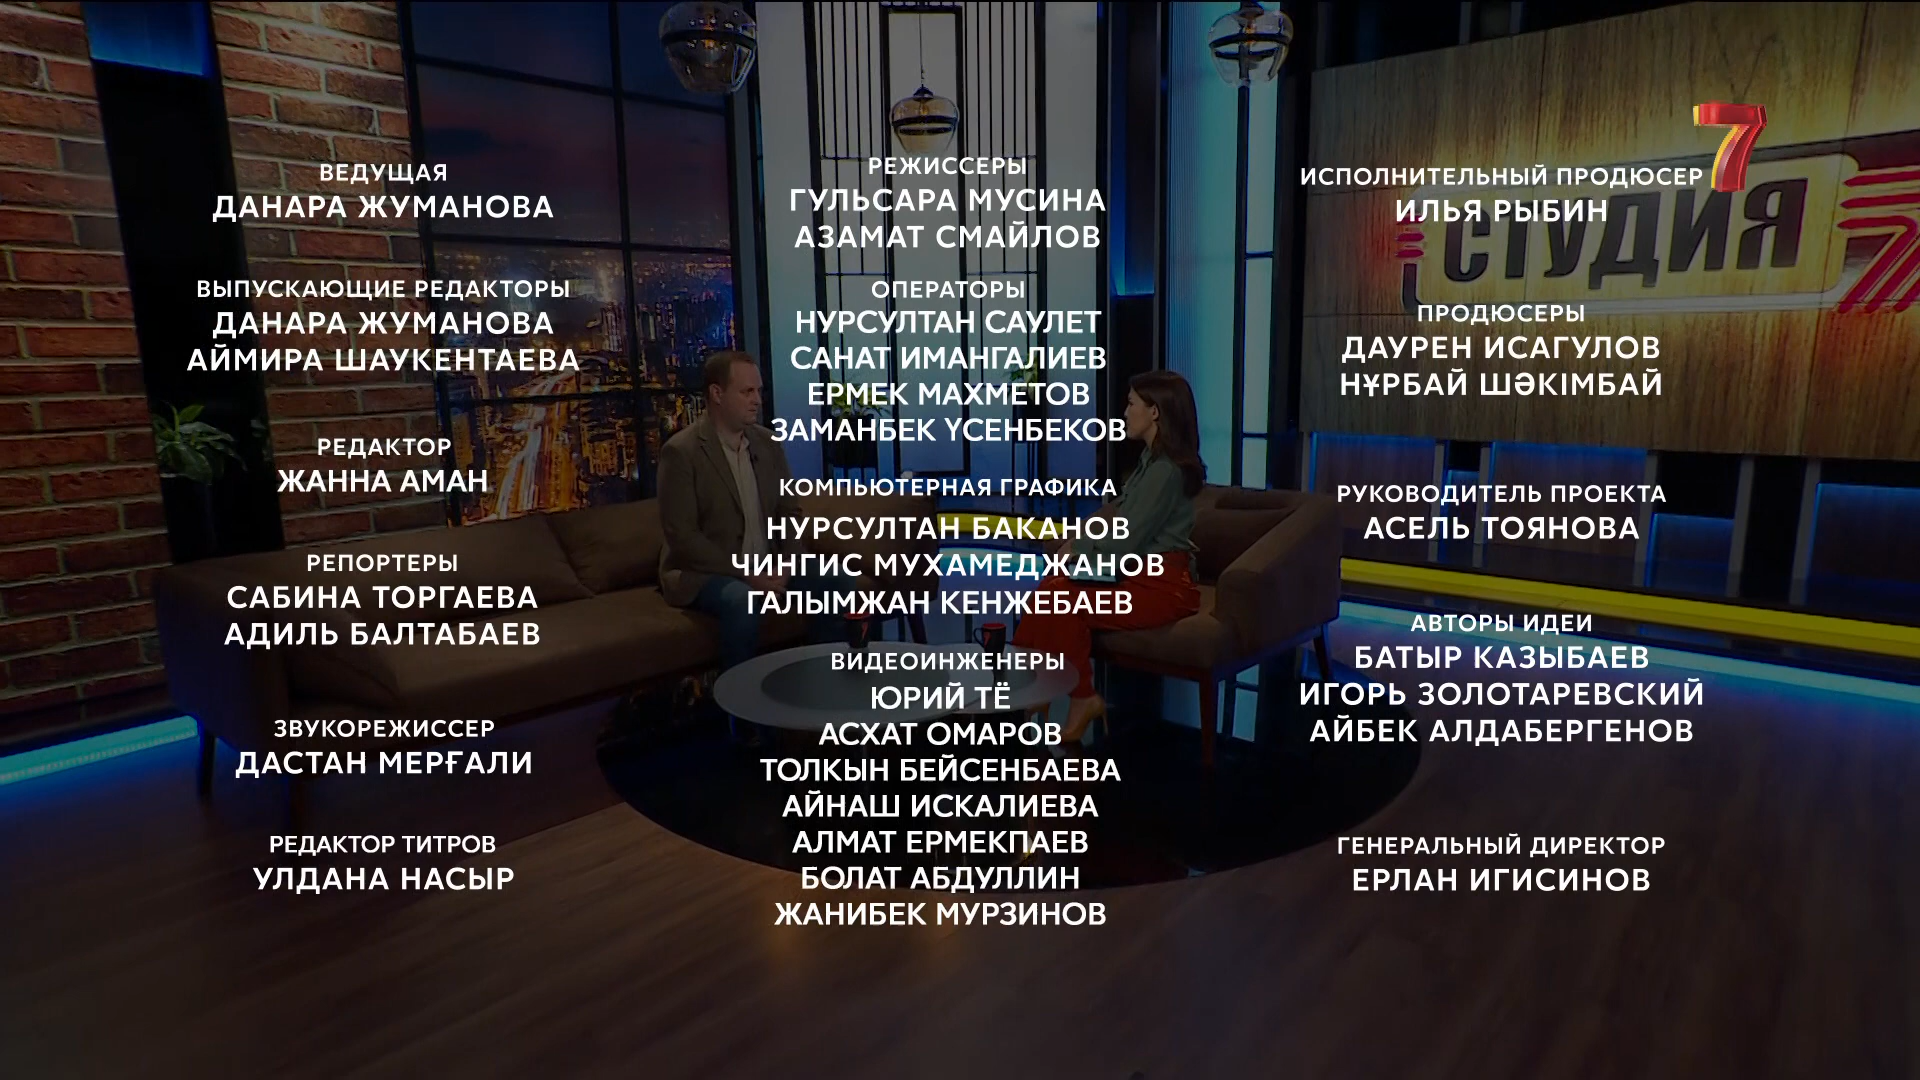 ВЕДУЩАЯ
ДАНАРА ЖУМАНОВА
ВЫПУСКАЮЩИЕ РЕДАКТОРЫ
ДАНАРА ЖУМАНОВА
АЙМИРА ШАУКЕНТАЕВА
РЕДАКТОР
ЖАННА АМАН
РЕПОРТЕРЫ
САБИНА ТОРГАЕВА
АДИЛЬ БАЛТАБАЕВ
ЗВУКОРЕЖИССЕР
ДАСТАН МЕРҒАЛИ
РЕДАКТОР ТИТРОВ
УЛДАНА НАСЫР
РЕЖИССЕРЫ
ГУЛЬСАРА МУСИНА
АЗАМАТ СМАЙЛОВ
ОПЕРАТОРЫ
НУРСУЛТАН САУЛЕТ
САНАТ ИМАНГАЛИЕВ
ЕРМЕК МАХМЕТОВ
ЗАМАНБЕК ҮСЕНБЕКОВ
КОМПЬЮТЕРНАЯ ГРАФИКА
НУРСУЛТАН БАКАНОВ
ЧИНГИС МУХАМЕДЖАНОВ
ГАЛЫМЖАН КЕНЖЕБАЕВ
ВИДЕОИНЖЕНЕРЫ
ЮРИЙ ТЁ
АСХАТ ОМАРОВ
ТОЛКЫН БЕЙСЕНБАЕВА
АЙНАШ ИСКАЛИЕВА
АЛМАТ ЕРМЕКПАЕВ
БОЛАТ АБДУЛЛИН
ЖАНИБЕК МУРЗИНОВ
7
ИСПОЛНИТЕЛЬНЫЙ ПРОДЮСЕР
ИЛЬЯ РЫБИН
СТУДИЯ 7
ПРОДЮСЕРЫ
ДАУРЕН ИСАГУЛОВ
НҰРБАЙ ШӘКІМБАЙ
РУКОВОДИТЕЛЬ ПРОЕКТА
АСЕЛЬ ТОЯНОВА
АВТОРЫ ИДЕИ
БАТЫР КАЗЫБАЕВ
ИГОРЬ ЗОЛОТАРЕВСКИЙ
АЙБЕК АЛДАБЕРГЕНОВ
ГЕНЕРАЛЬНЫЙ ДИРЕКТОР
ЕРЛАН ИГИСИНОВ